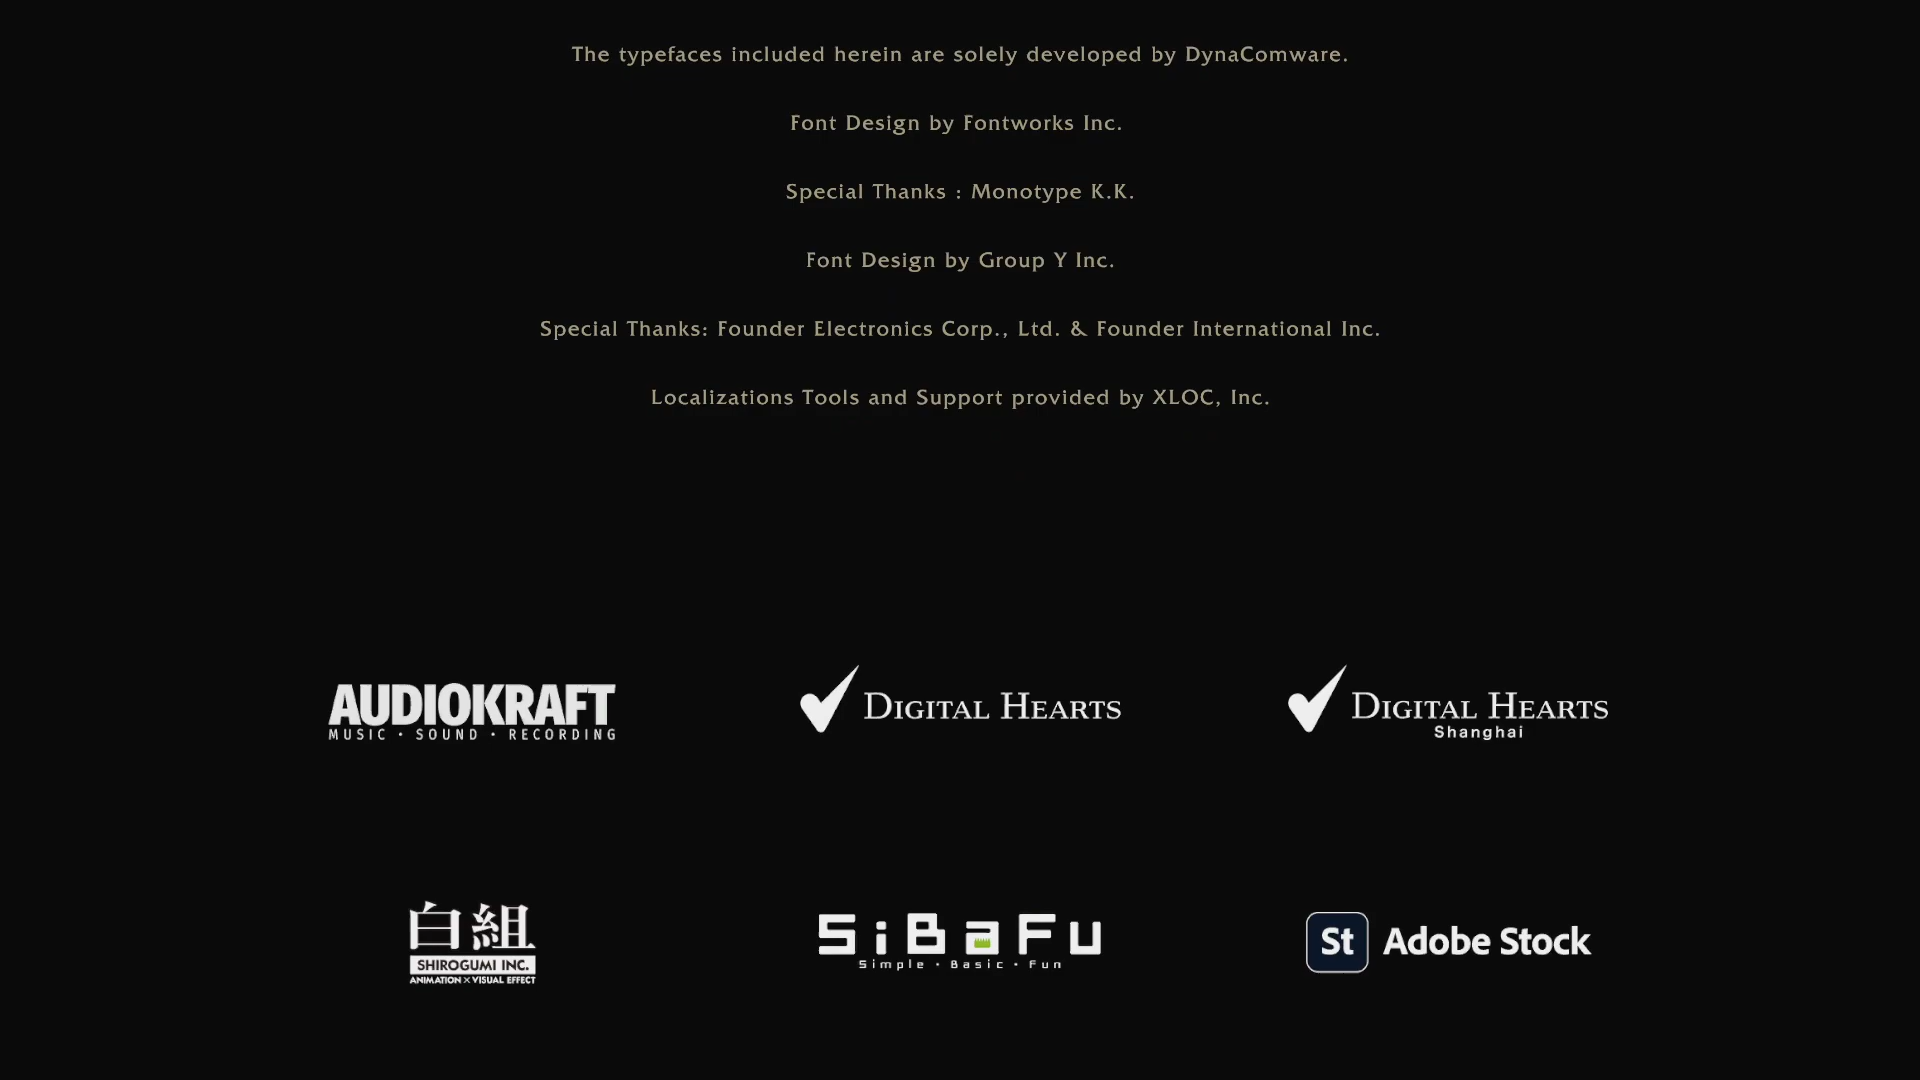 The typefaces included herein are solely developed by DynaComware.
Font Design by Fontworks Inc.
Special Thanks : Monotype K.K.
Font Design by Group Y Inc.
Special Thanks: Founder Electronics Corp., Ltd. & Founder International Inc.
Localizations Tools and Support provided by XLOC, Inc.
AUDIOKRAFT
MUSIC · SOUND · RECORDING
DIGITAL HEARTS
DIGITAL HEARTS
Shanghai
白組
SHIROGUMI INC.
ANIMATION×VISUAL EFFECT
SiBaFu
Simple · Basic · Fun
St Adobe Stock